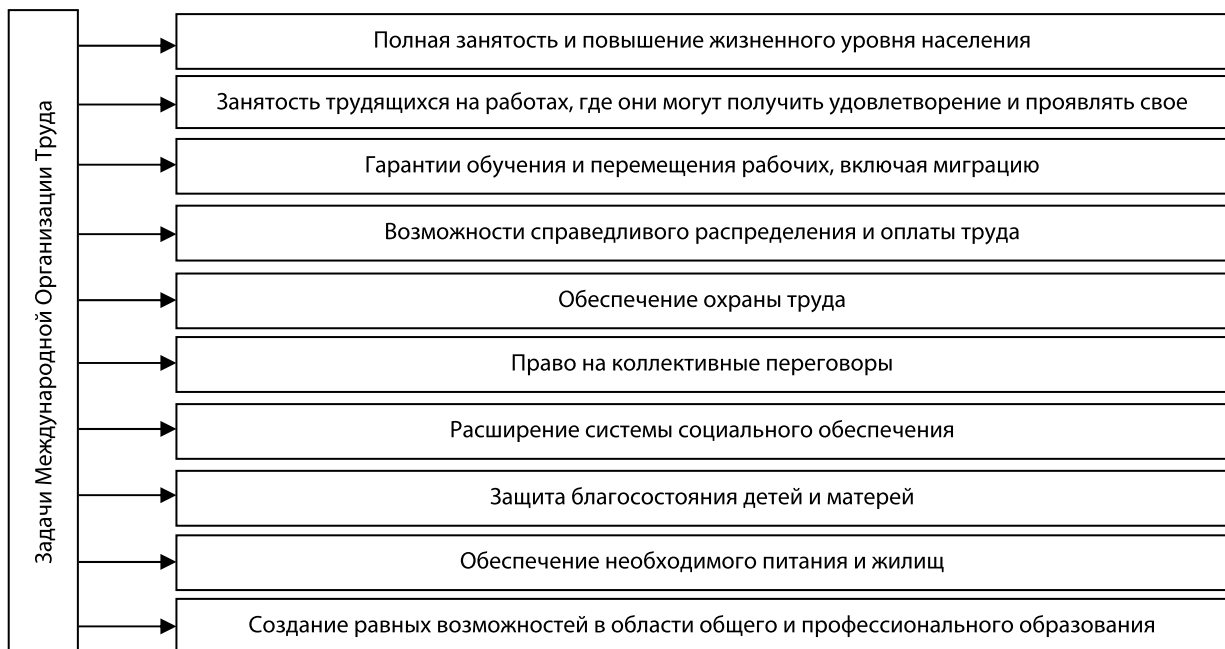 Задачи Международной Организации Труда
Полная занятость и повышение жизненного уровня населения
Занятость трудящихся на работах, где они могут получить удовлетворение и проявлять свое
Гарантии обучения и перемещения рабочих, включая миграцию
Возможности справедливого распределения и оплаты труда
Обеспечение охраны труда
Право на коллективные переговоры
Расширение системы социального обеспечения
Защита благосостояния детей и матерей
Обеспечение необходимого питания и жилищ
Создание равных возможностей в области общего и профессионального образования